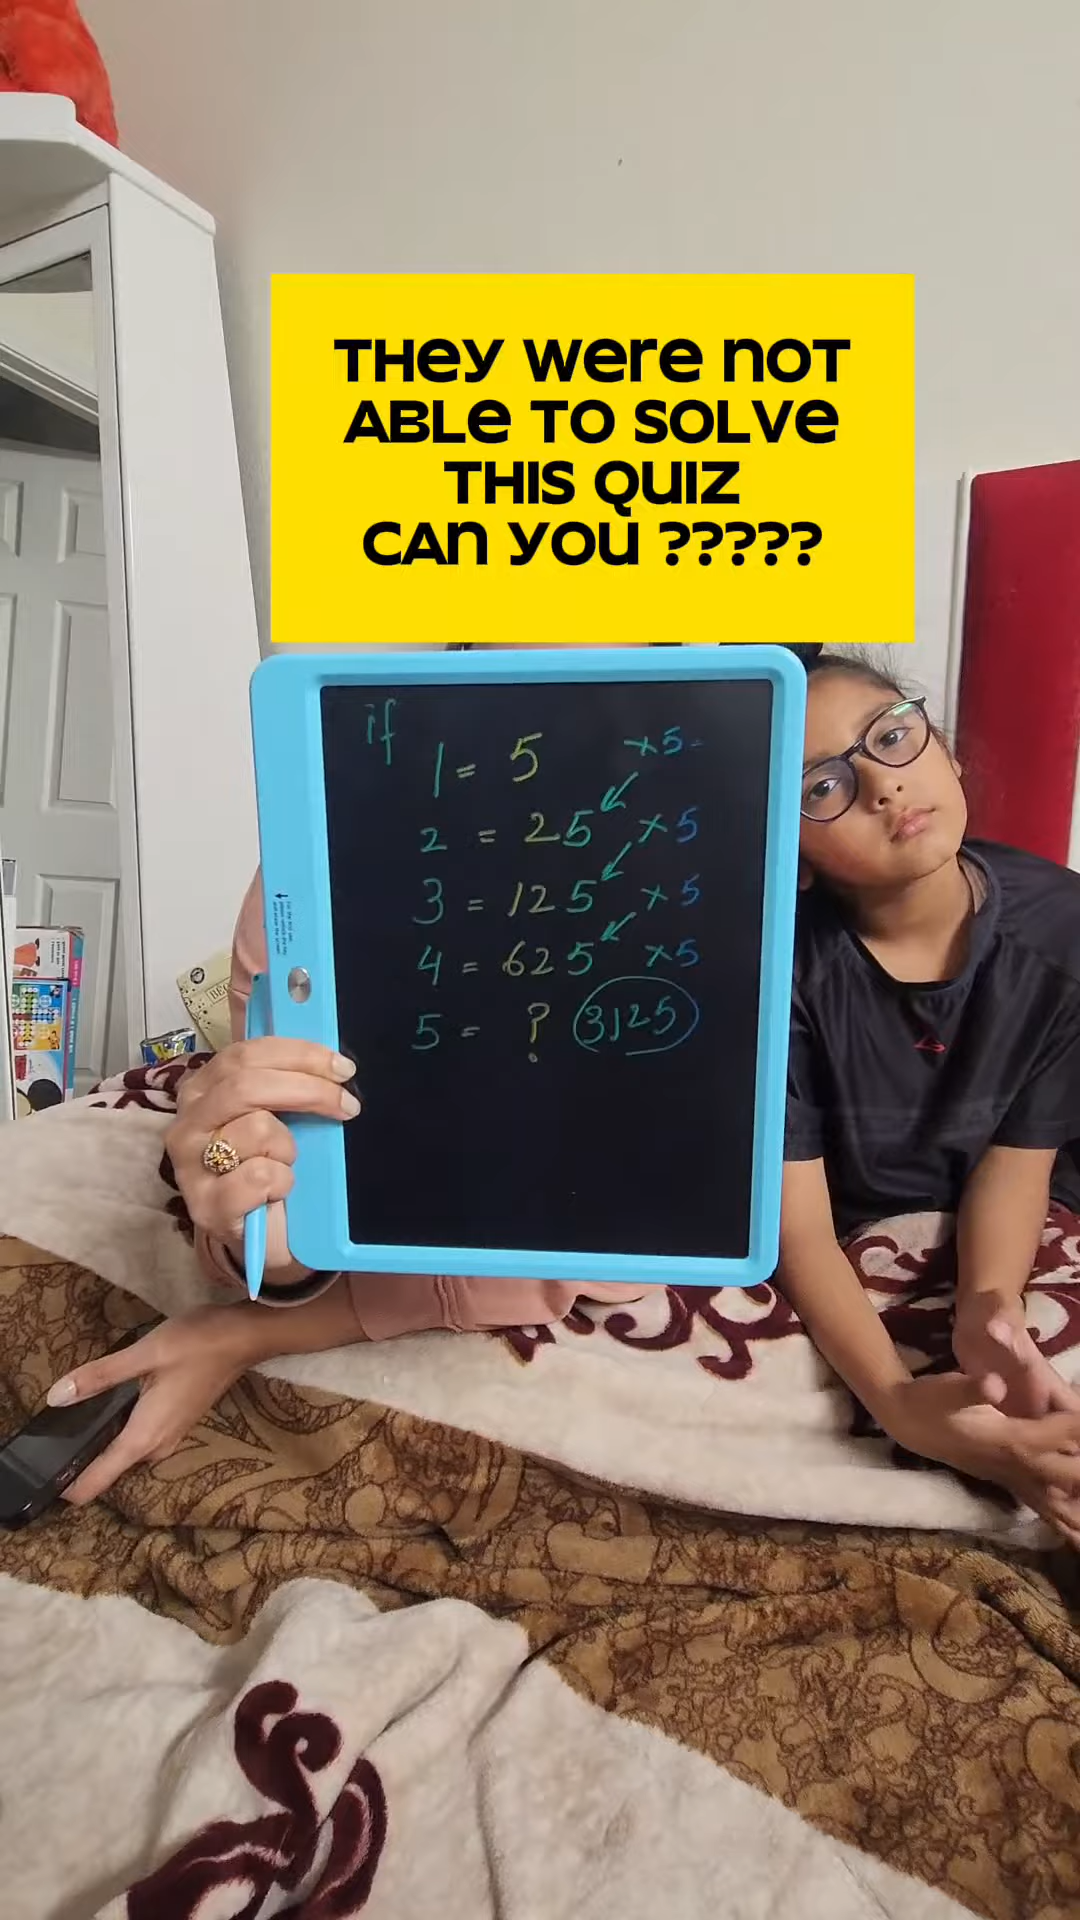 THEY WERE NOT
ABLE TO SOLVE
THIS QUIZ
CAN YOU ?????
if
1 = 5 ×5
2 = 25 ×5
3 = 125 ×5
4 = 625 ×5
5 = ? 3125